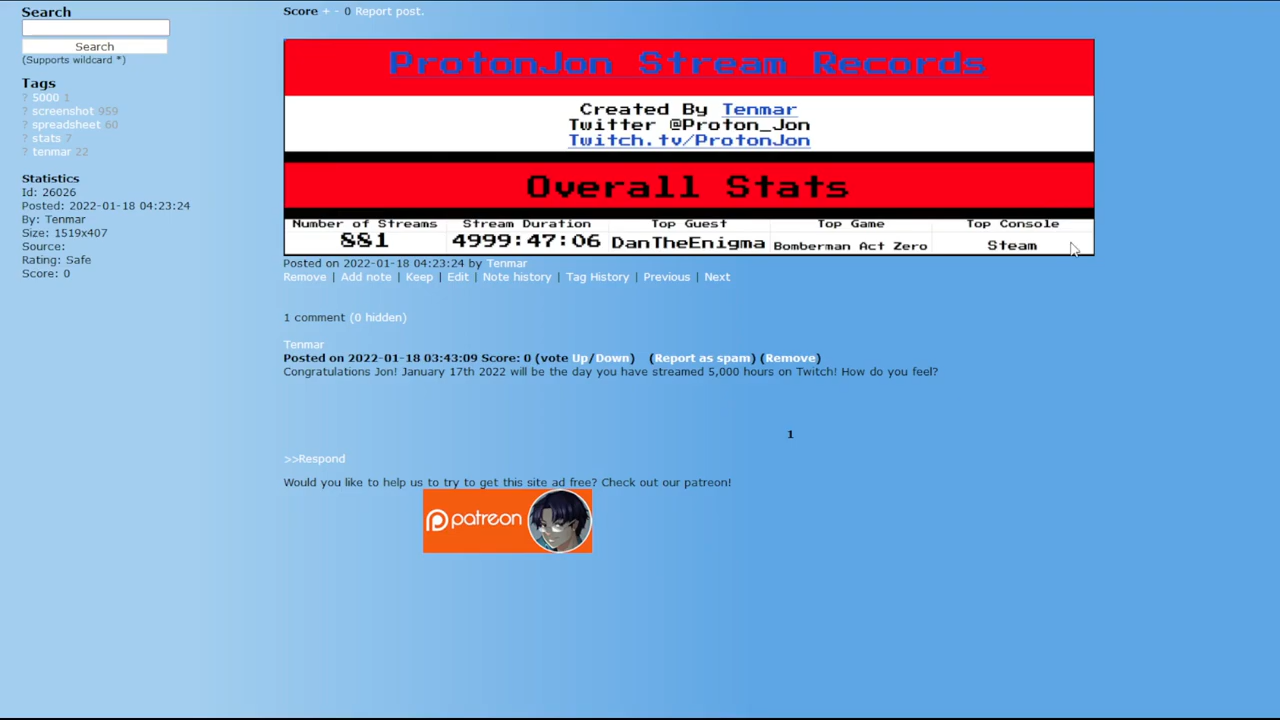 Search
Search
(Supports wildcard *)
Tags
? 5000 1
? screenshot 959
? spreadsheet 60
? stats 7
? tenmar 22
Statistics
Id: 26026
Posted: 2022-01-18 04:23:24
By: Tenmar
Size: 1519x407
Source:
Rating: Safe
Score: 0
Score + - 0 Report post.
ProtonJon Stream Records
Created By Tenmar
Twitter @Proton_Jon
Twitch.tv/ProtonJon
Overall Stats
Number of Streams Stream Duration Top Guest Top Game Top Console
881 4999:47:06 DanTheEnigma Bomberman Act Zero Steam
Posted on 2022-01-18 04:23:24 by Tenmar
Remove | Add note | Keep | Edit | Note history | Tag History | Previous | Next
1 comment (0 hidden)
Tenmar
Posted on 2022-01-18 03:43:09 Score: 0 (vote Up/Down) (Report as spam) (Remove)
Congratulations Jon! January 17th 2022 will be the day you have streamed 5,000 hours on Twitch! How do you feel?
1
>>Respond
Would you like to help us to try to get this site ad free? Check out our patreon!
patreon